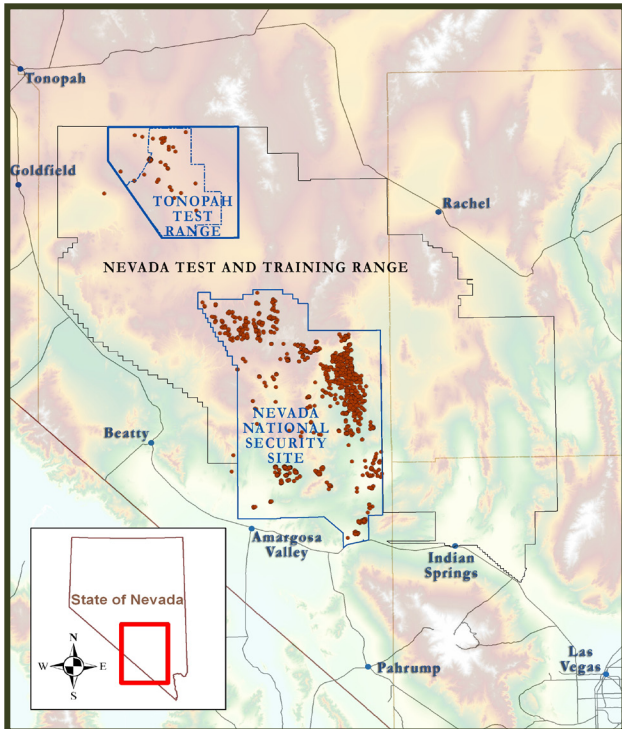 Tonopah
Goldfield
TONOPAH
TEST
RANGE
Rachel
NEVADA TEST AND TRAINING RANGE
NEVADA
NATIONAL
SECURITY
SITE
Beatty
Amargosa
Valley
Indian
Springs
State of Nevada
N
W E
S
Pahrump
Las
Vegas